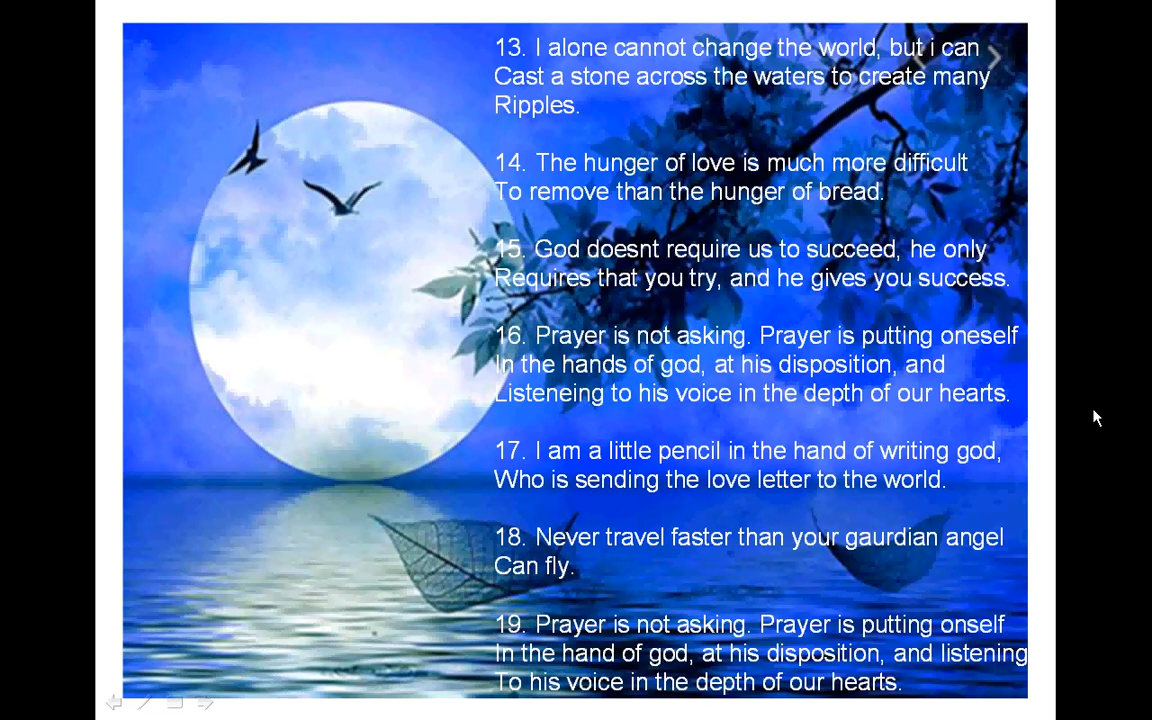 13. I alone cannot change the world, but i can
Cast a stone across the waters to create many
Ripples.
14. The hunger of love is much more difficult
To remove than the hunger of bread.
15. God doesnt require us to succeed, he only
Requires that you try, and he gives you success.
16. Prayer is not asking. Prayer is putting oneself
In the hands of god, at his disposition, and
Listeneing to his voice in the depth of our hearts.
17. I am a little pencil in the hand of writing god,
Who is sending the love letter to the world.
18. Never travel faster than your gaurdian angel
Can fly.
19. Prayer is not asking. Prayer is putting onself
In the hand of god, at his disposition, and listening
To his voice in the depth of our hearts.